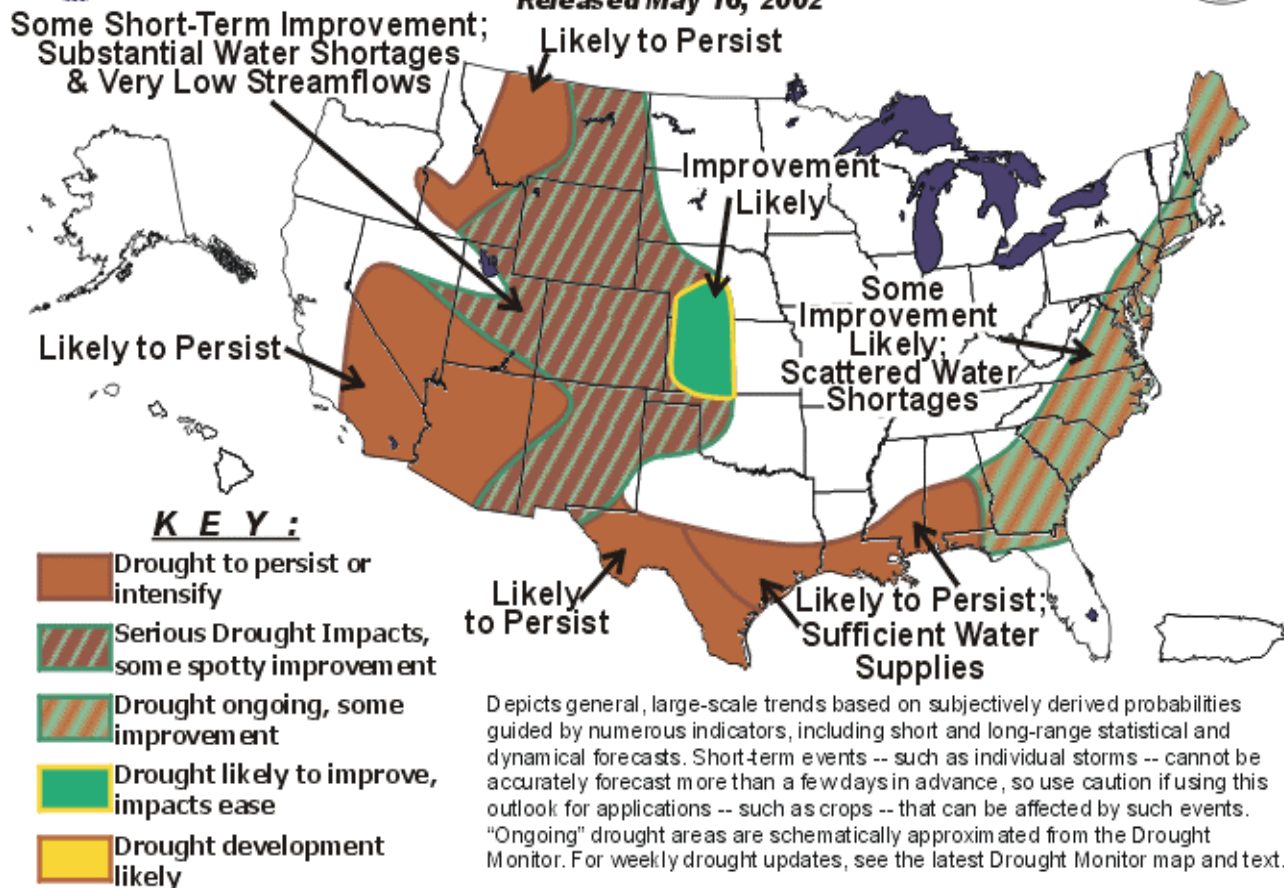 Released May 16, 2002
Some Short-Term Improvement;
Substantial Water Shortages
& Very Low Streamflows
Likely to Persist
Improvement
Likely
Some
Improvement
Likely;
Scattered Water
Shortages
Likely to Persist
Likely
to Persist
Likely to Persist;
Sufficient Water
Supplies
K E Y :
Drought to persist or
intensify
Serious Drought Impacts,
some spotty improvement
Drought ongoing, some
improvement
Drought likely to improve,
impacts ease
Drought development
likely
Depicts general, large-scale trends based on subjectively derived probabilities
guided by numerous indicators, including short and long-range statistical and
dynamical forecasts. Short-term events -- such as individual storms -- cannot be
accurately forecast more than a few days in advance, so use caution if using this
outlook for applications -- such as crops -- that can be affected by such events.
"Ongoing" drought areas are schematically approximated from the Drought
Monitor. For weekly drought updates, see the latest Drought Monitor map and text.